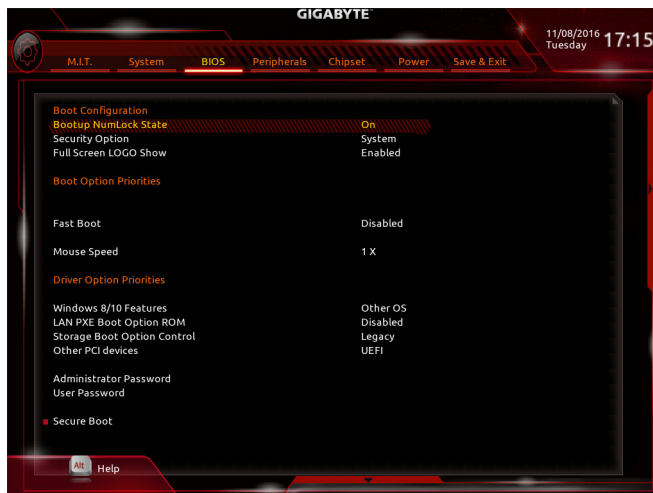 GIGABYTE™
11/08/2016 17:15
Tuesday
M.I.T. System BIOS Peripherals Chipset Power Save & Exit
Boot Configuration
Bootup NumLock State On
Security Option System
Full Screen LOGO Show Enabled
Boot Option Priorities
Fast Boot Disabled
Mouse Speed 1 X
Driver Option Priorities
Windows 8/10 Features Other OS
LAN PXE Boot Option ROM Disabled
Storage Boot Option Control Legacy
Other PCI devices UEFI
Administrator Password
User Password
Secure Boot
Alt Help